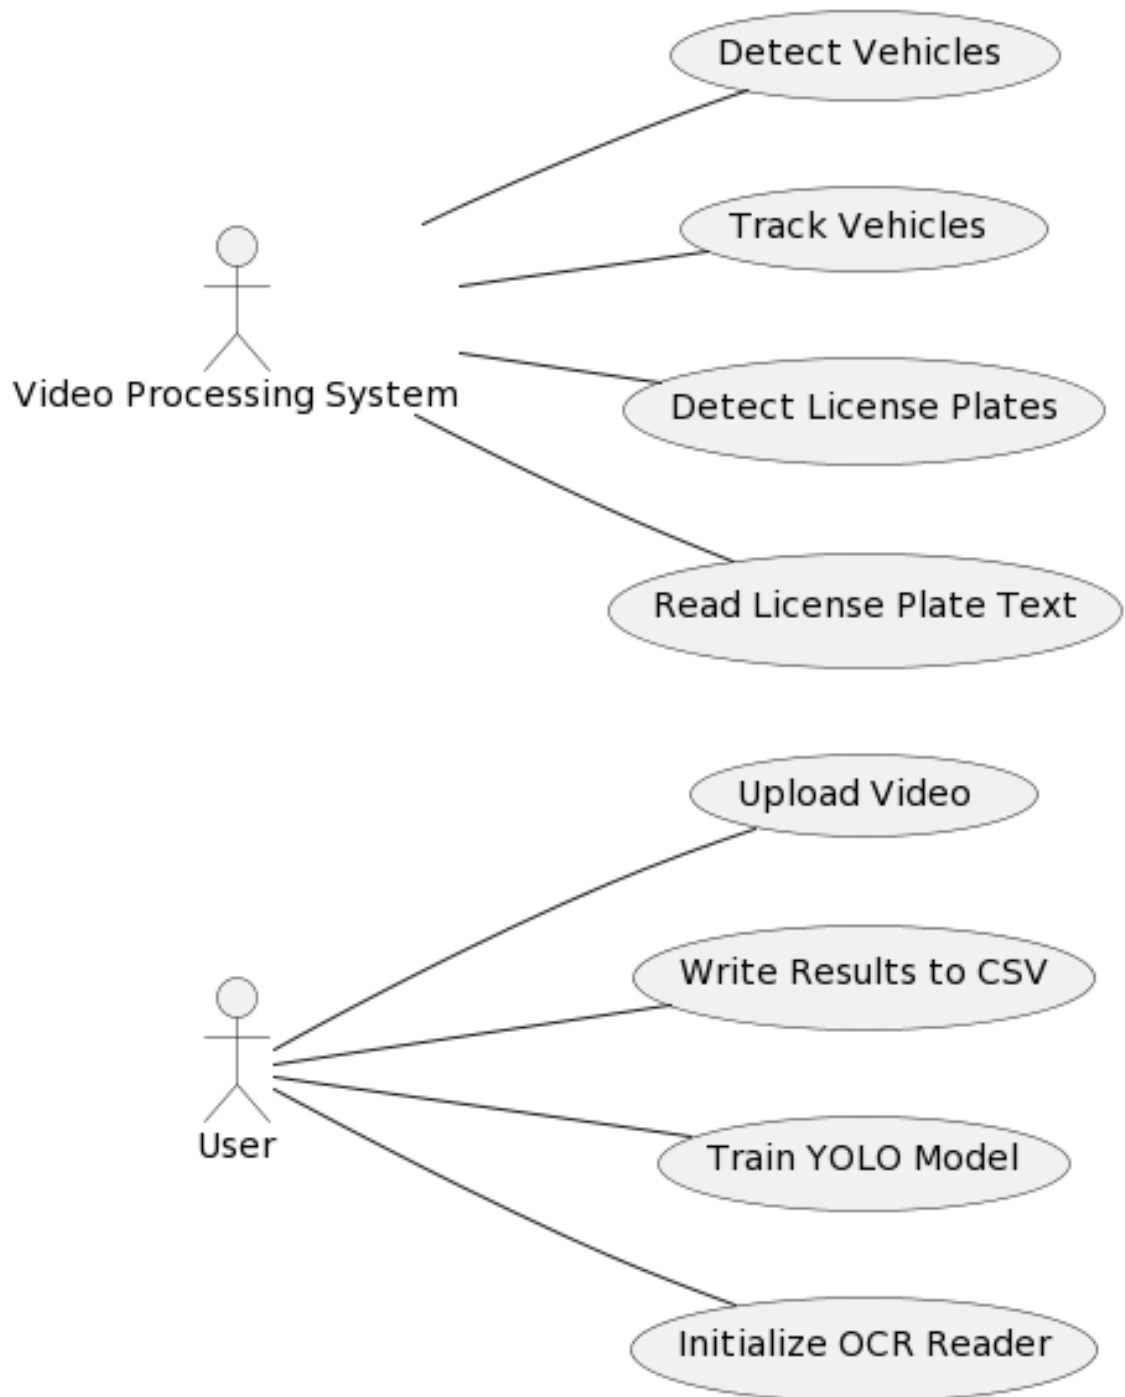 Detect Vehicles
Track Vehicles
Video Processing System
Detect License Plates
Read License Plate Text
Upload Video
Write Results to CSV
User
Train YOLO Model
Initialize OCR Reader